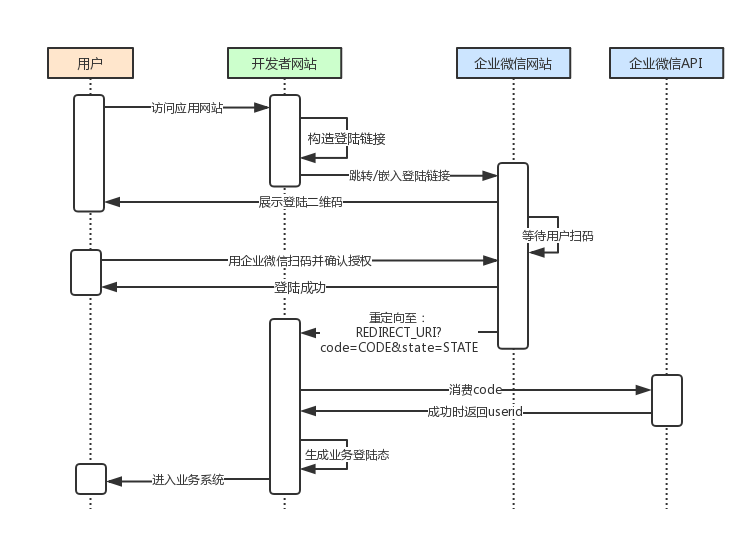 用户
开发者网站
企业微信网站
企业微信API
访问应用网站
构造登陆链接
跳转/嵌入登陆链接
展示登陆二维码
等待用户扫码
用企业微信扫码并确认授权
登陆成功
重定向至：
REDIRECT_URI?
code=CODE&state=STATE
消费code
成功时返回userid
生成业务登陆态
进入业务系统